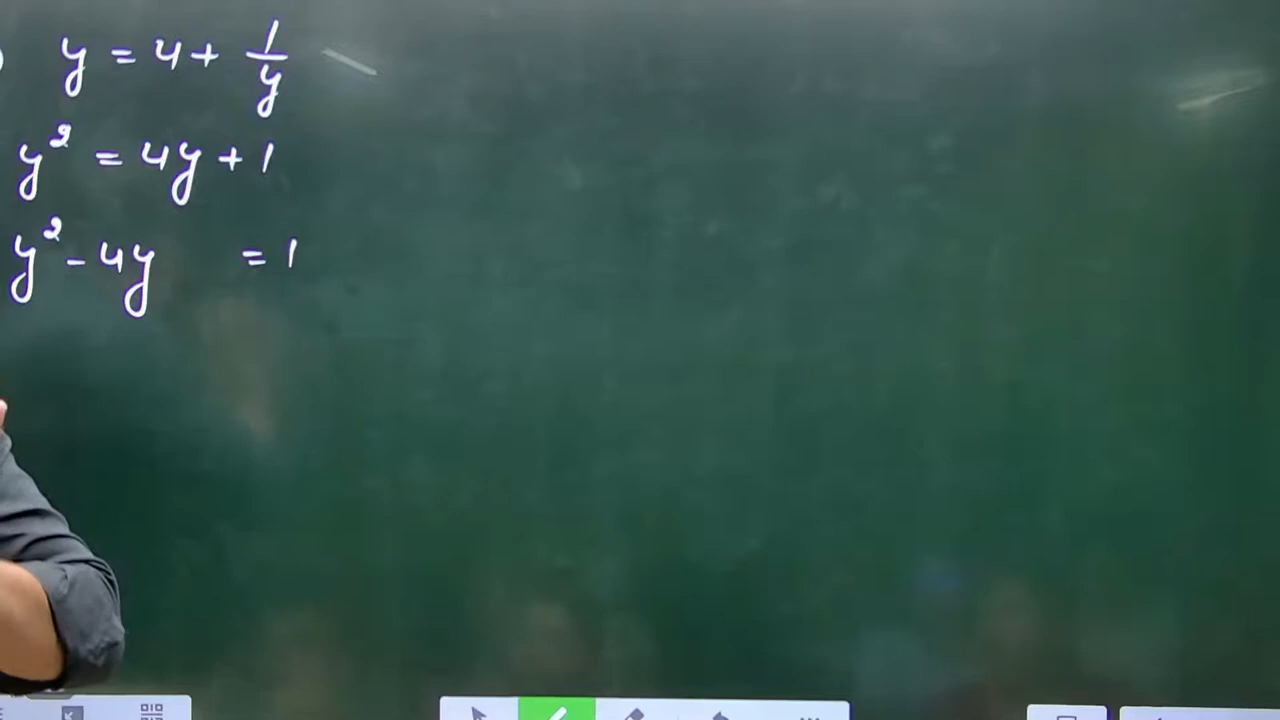 y = 4 + 1/y
y² = 4y + 1
y² - 4y = 1